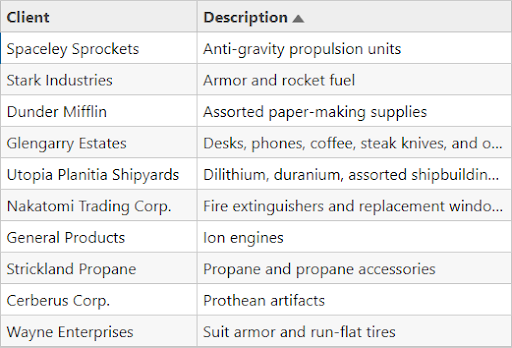 Client Description ▲
Spaceley Sprockets Anti-gravity propulsion units
Stark Industries Armor and rocket fuel
Dunder Mifflin Assorted paper-making supplies
Glengarry Estates Desks, phones, coffee, steak knives, and o...
Utopia Planitia Shipyards Dilithium, duranium, assorted shipbuildin...
Nakatomi Trading Corp. Fire extinguishers and replacement windo...
General Products Ion engines
Strickland Propane Propane and propane accessories
Cerberus Corp. Prothean artifacts
Wayne Enterprises Suit armor and run-flat tires